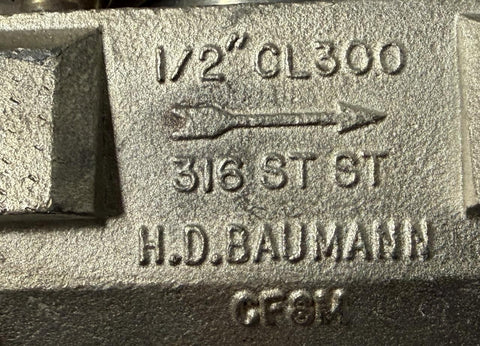 1/2" CL300
316 ST ST
H.D.BAUMANN
CF8M